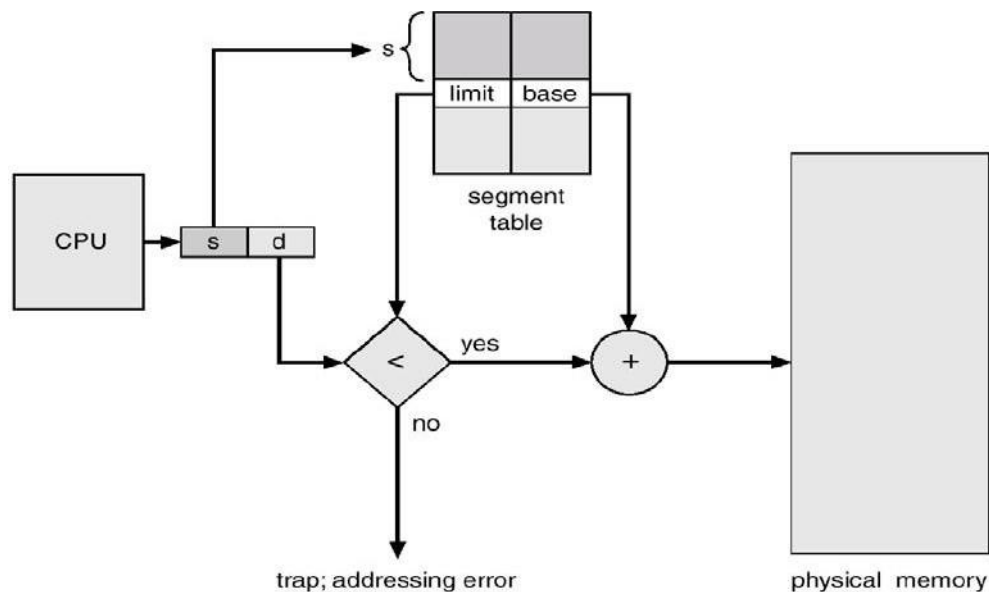 s
limit base
segment
table
CPU
s d
<
yes
+
no
trap; addressing error
physical memory